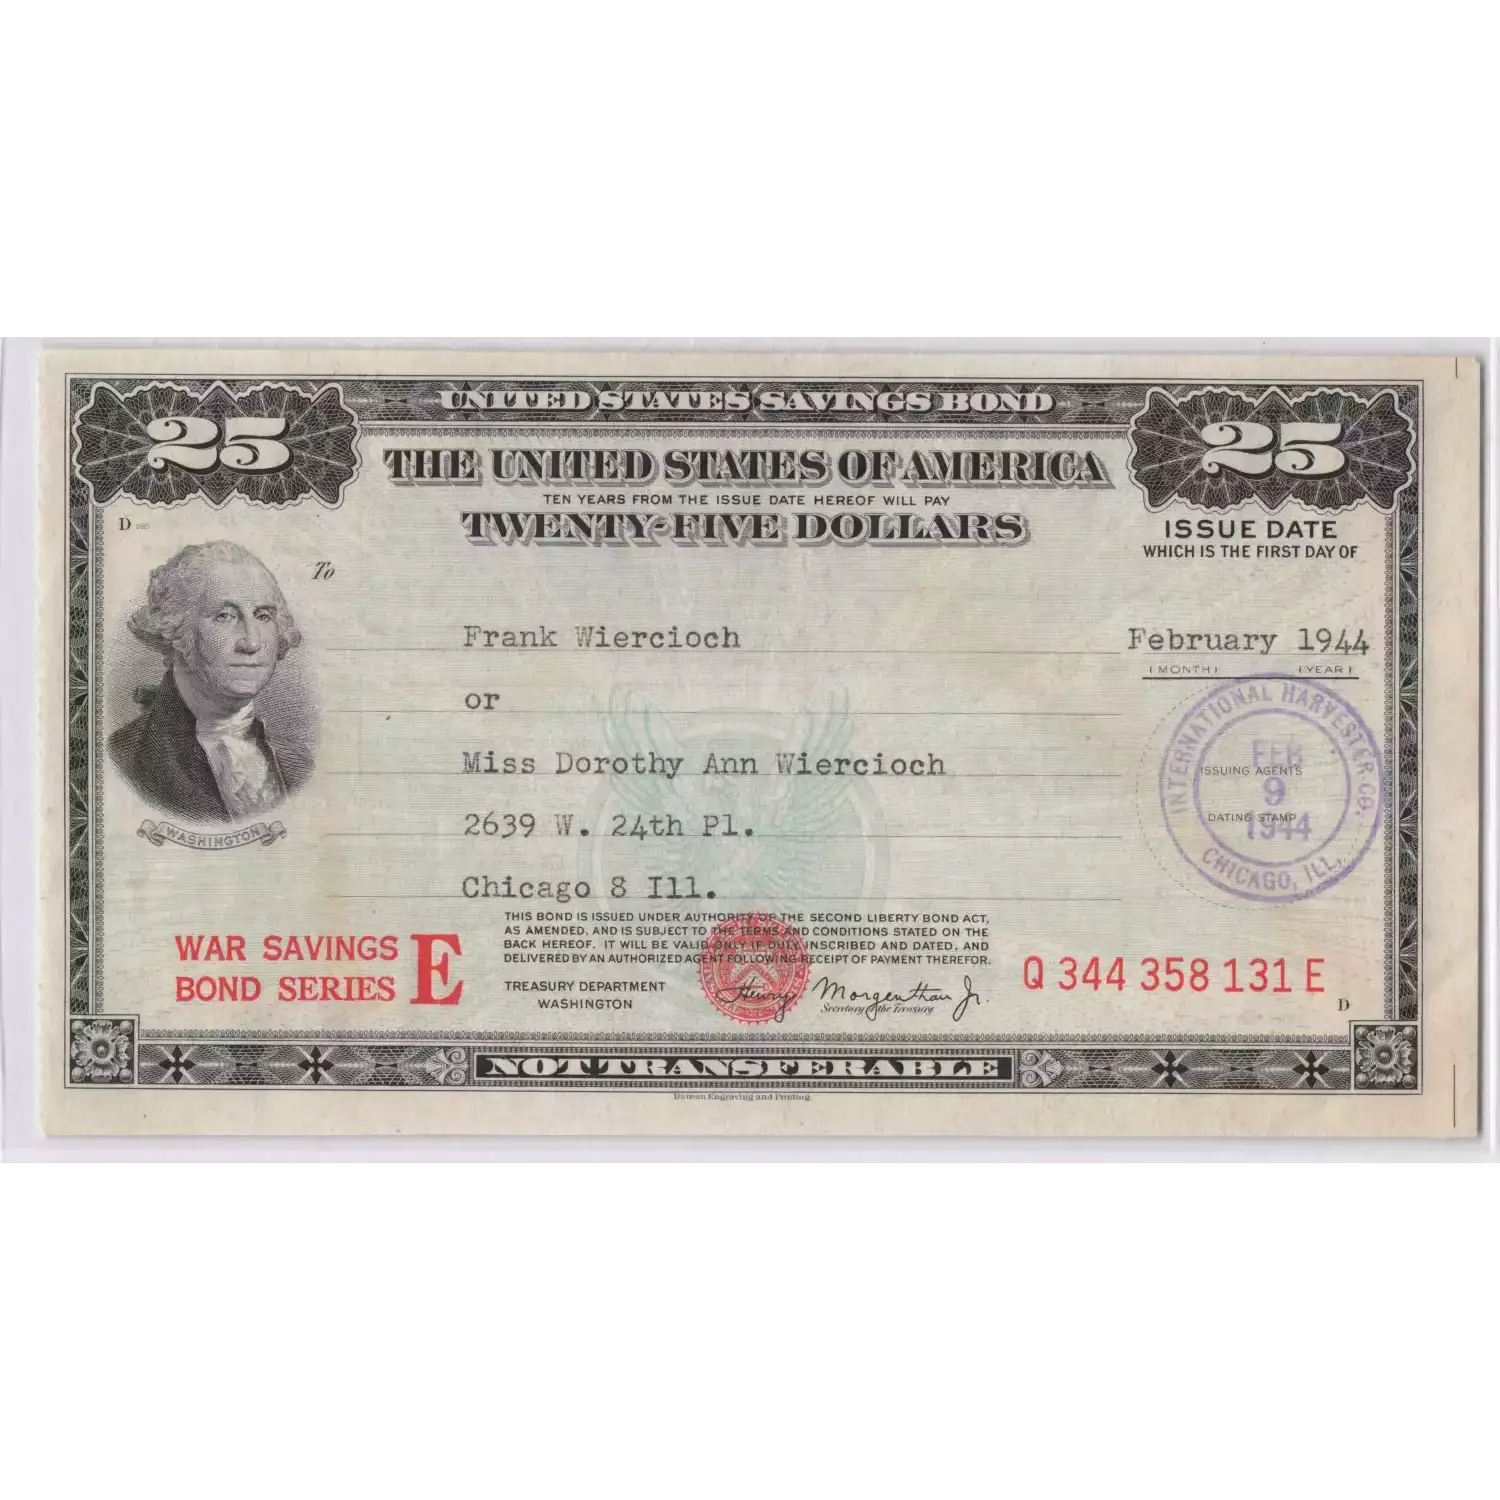 UNITED STATES SAVINGS BOND
25
25
THE UNITED STATES OF AMERICA
TEN YEARS FROM THE ISSUE DATE HEREOF WILL PAY
TWENTY-FIVE DOLLARS
ISSUE DATE
WHICH IS THE FIRST DAY OF
D
To
Frank Wiercioch
February 1944
(MONTH) (YEAR)
or
Miss Dorothy Ann Wiercioch
2639 W. 24th Pl.
Chicago 8 Ill.
WASHINGTON
INTERNATIONAL HARVESTER CO.
FEB
ISSUING AGENTS
9
DATING STAMP
1944
CHICAGO, ILL.
THIS BOND IS ISSUED UNDER AUTHORITY OF THE SECOND LIBERTY BOND ACT,
AS AMENDED, AND IS SUBJECT TO THE TERMS AND CONDITIONS STATED ON THE
BACK HEREOF. IT WILL BE VALID ONLY IF DULY INSCRIBED AND DATED, AND
DELIVERED BY AN AUTHORIZED AGENT FOLLOWING RECEIPT OF PAYMENT THEREFOR.
WAR SAVINGS
BOND SERIES E
TREASURY DEPARTMENT
WASHINGTON
Henry Morgenthau Jr.
Secretary of the Treasury
Q 344 358 131 E
D
NOT TRANSFERABLE
Bureau Engraving and Printing